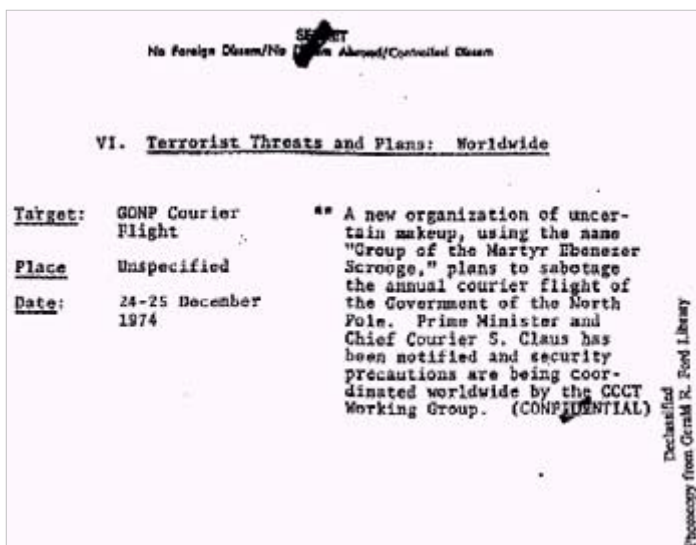 SECRET
No Foreign Dissem/No Dissem Abroad/Controlled Dissem
VI. Terrorist Threats and Plans: Worldwide
Target: GONP Courier
Flight
Place Unspecified
Date: 24-25 December
1974
** A new organization of uncer-
tain makeup, using the name
"Group of the Martyr Ebenezer
Scrooge," plans to sabotage
the annual courier flight of
the Government of the North
Pole. Prime Minister and
Chief Courier S. Claus has
been notified and security
precautions are being coor-
dinated worldwide by the CCCT
Working Group. (CONFIDENTIAL)
Declassified
Photocopy from Gerald R. Ford Library